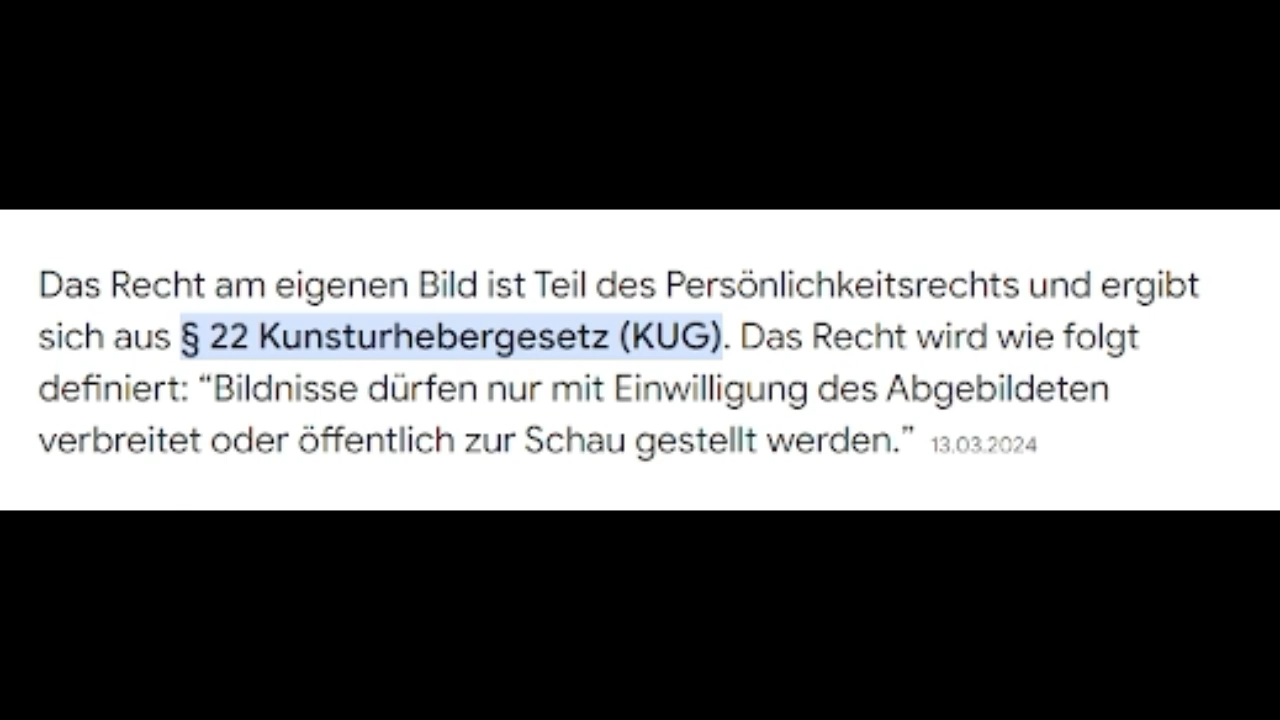 Das Recht am eigenen Bild ist Teil des Persönlichkeitsrechts und ergibt
sich aus § 22 Kunsturhebergesetz (KUG). Das Recht wird wie folgt
definiert: “Bildnisse dürfen nur mit Einwilligung des Abgebildeten
verbreitet oder öffentlich zur Schau gestellt werden.” 13.03.2024